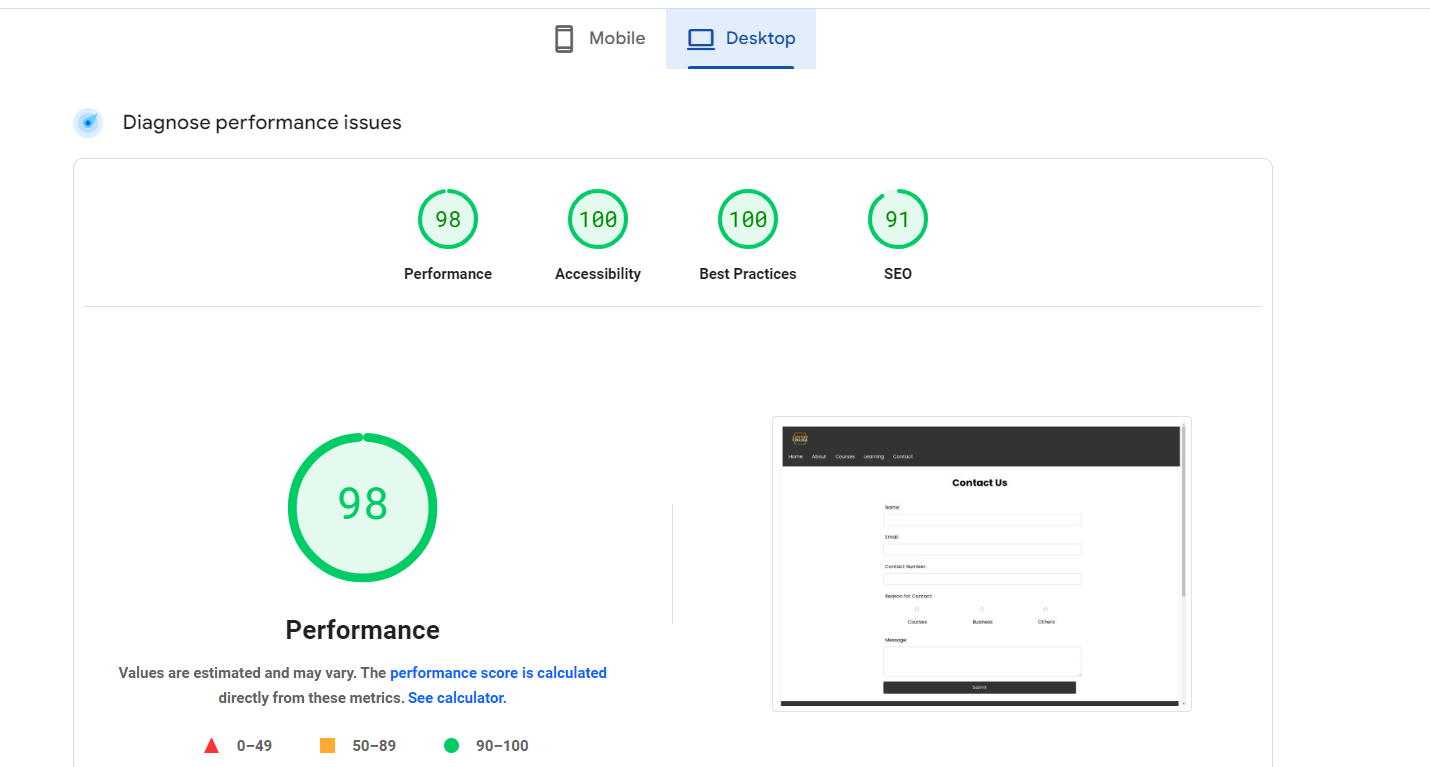 Mobile
Desktop
Diagnose performance issues
98 100 100 91
Performance Accessibility Best Practices SEO
98
Performance
Values are estimated and may vary. The performance score is calculated
directly from these metrics. See calculator.
0–49 50–89 90–100
Home About Courses Learning Contact
Contact Us
Name:
Email:
Contact Number:
Reason for Contact:
Courses Business Others
Message:
Submit